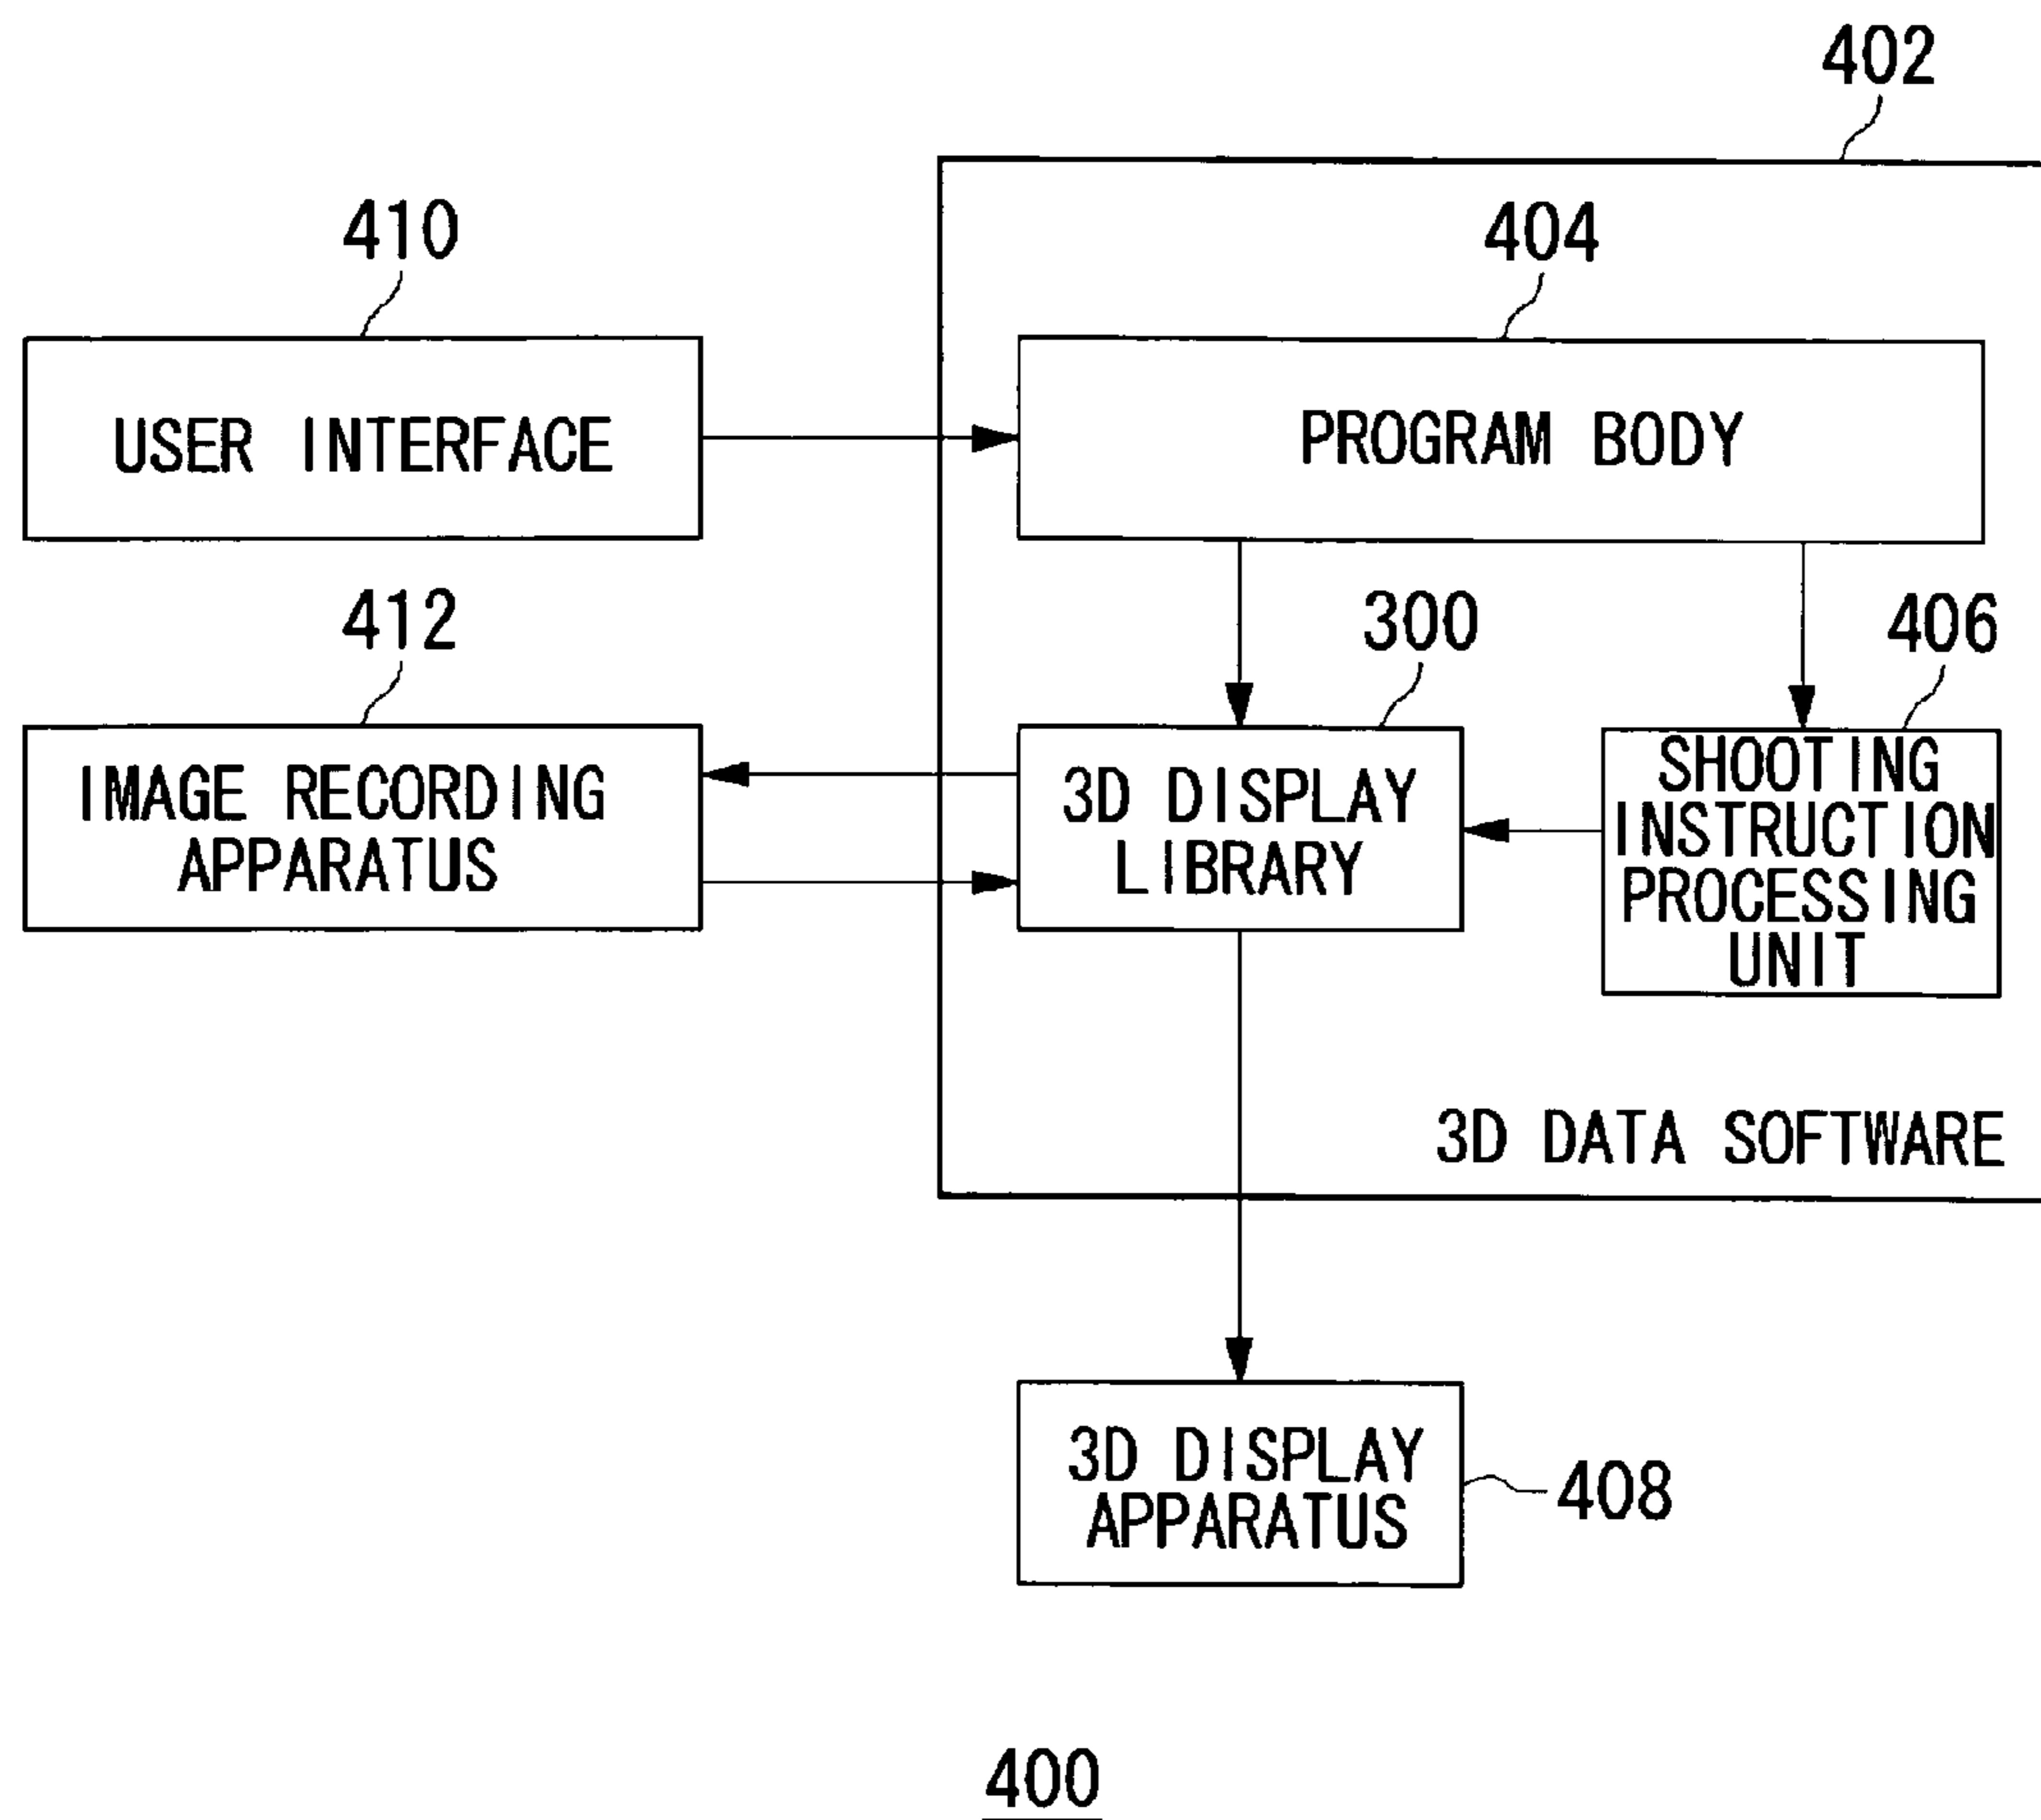 402
410
404
USER INTERFACE
PROGRAM BODY
412
300
406
IMAGE RECORDING
APPARATUS
3D DISPLAY
LIBRARY
SHOOTING
INSTRUCTION
PROCESSING
UNIT
3D DATA SOFTWARE
3D DISPLAY
APPARATUS
408
400